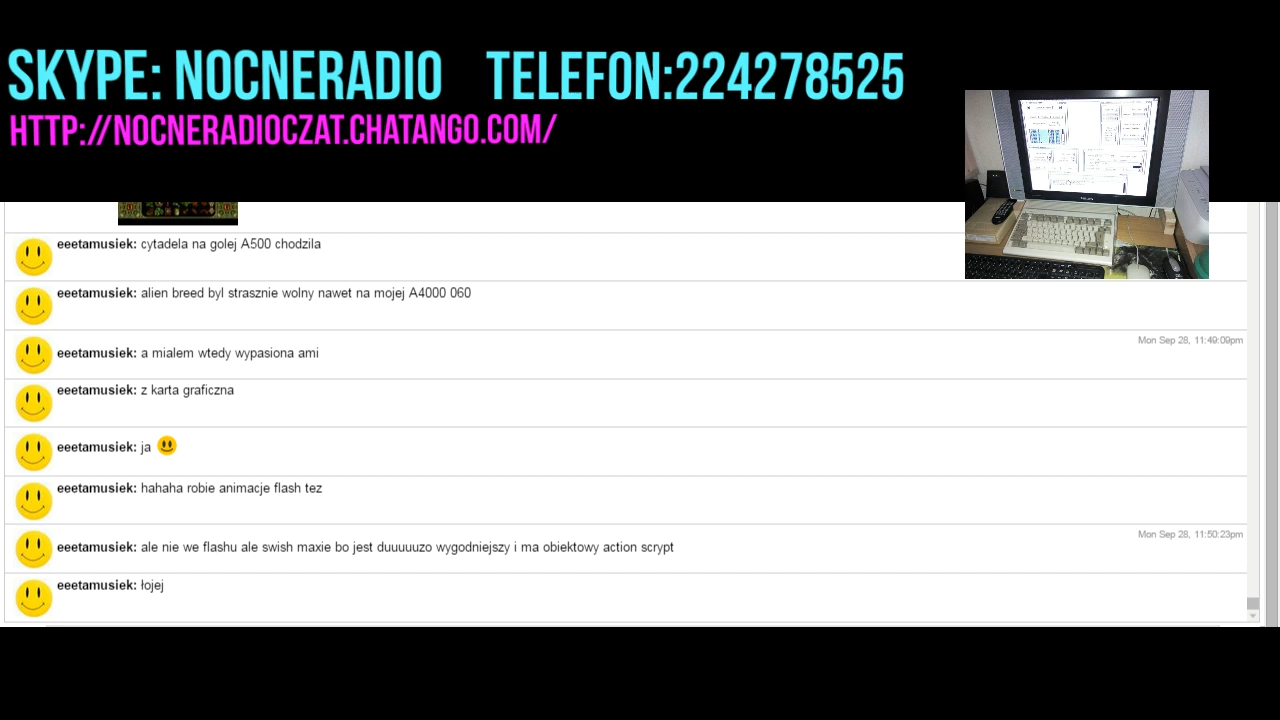 SKYPE: NOCNERADIO TELEFON:224278525
HTTP://NOCNERADIOCZAT.CHATANGO.COM/
eeetamusiek: cytadela na golej A500 chodzila
eeetamusiek: alien breed byl strasznie wolny nawet na mojej A4000 060
Mon Sep 28, 11:49:09pm
eeetamusiek: a mialem wtedy wypasiona ami
eeetamusiek: z karta graficzna
eeetamusiek: ja
eeetamusiek: hahaha robie animacje flash tez
Mon Sep 28, 11:50:23pm
eeetamusiek: ale nie we flashu ale swish maxie bo jest duuuuuzo wygodniejszy i ma obiektowy action scrypt
eeetamusiek: łojej